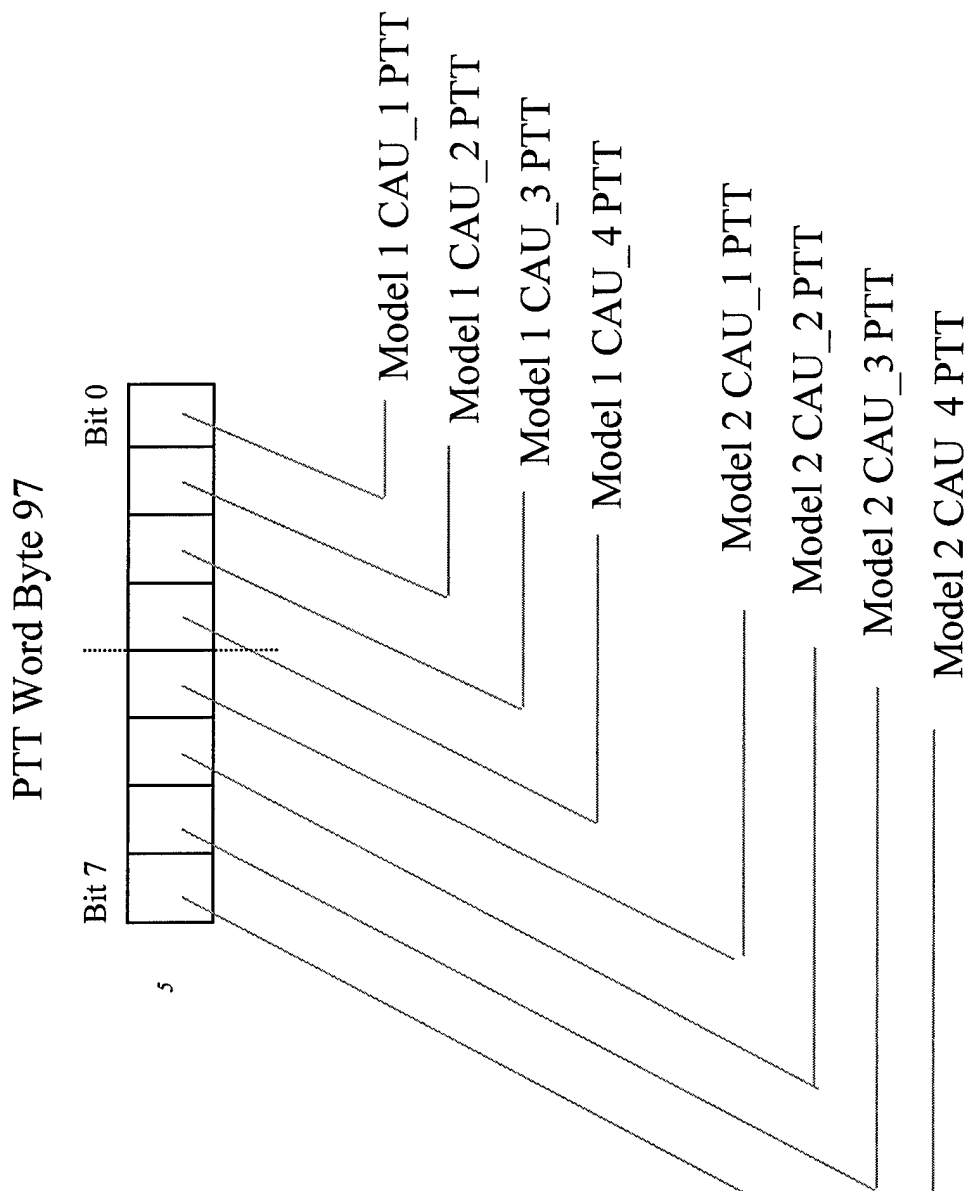 PTT Word Byte 97
Bit 7
Bit 0
5
Model 1 CAU_1 PTT
Model 1 CAU_2 PTT
Model 1 CAU_3 PTT
Model 1 CAU_4 PTT
Model 2 CAU_1 PTT
Model 2 CAU_2 PTT
Model 2 CAU_3 PTT
Model 2 CAU_4 PTT